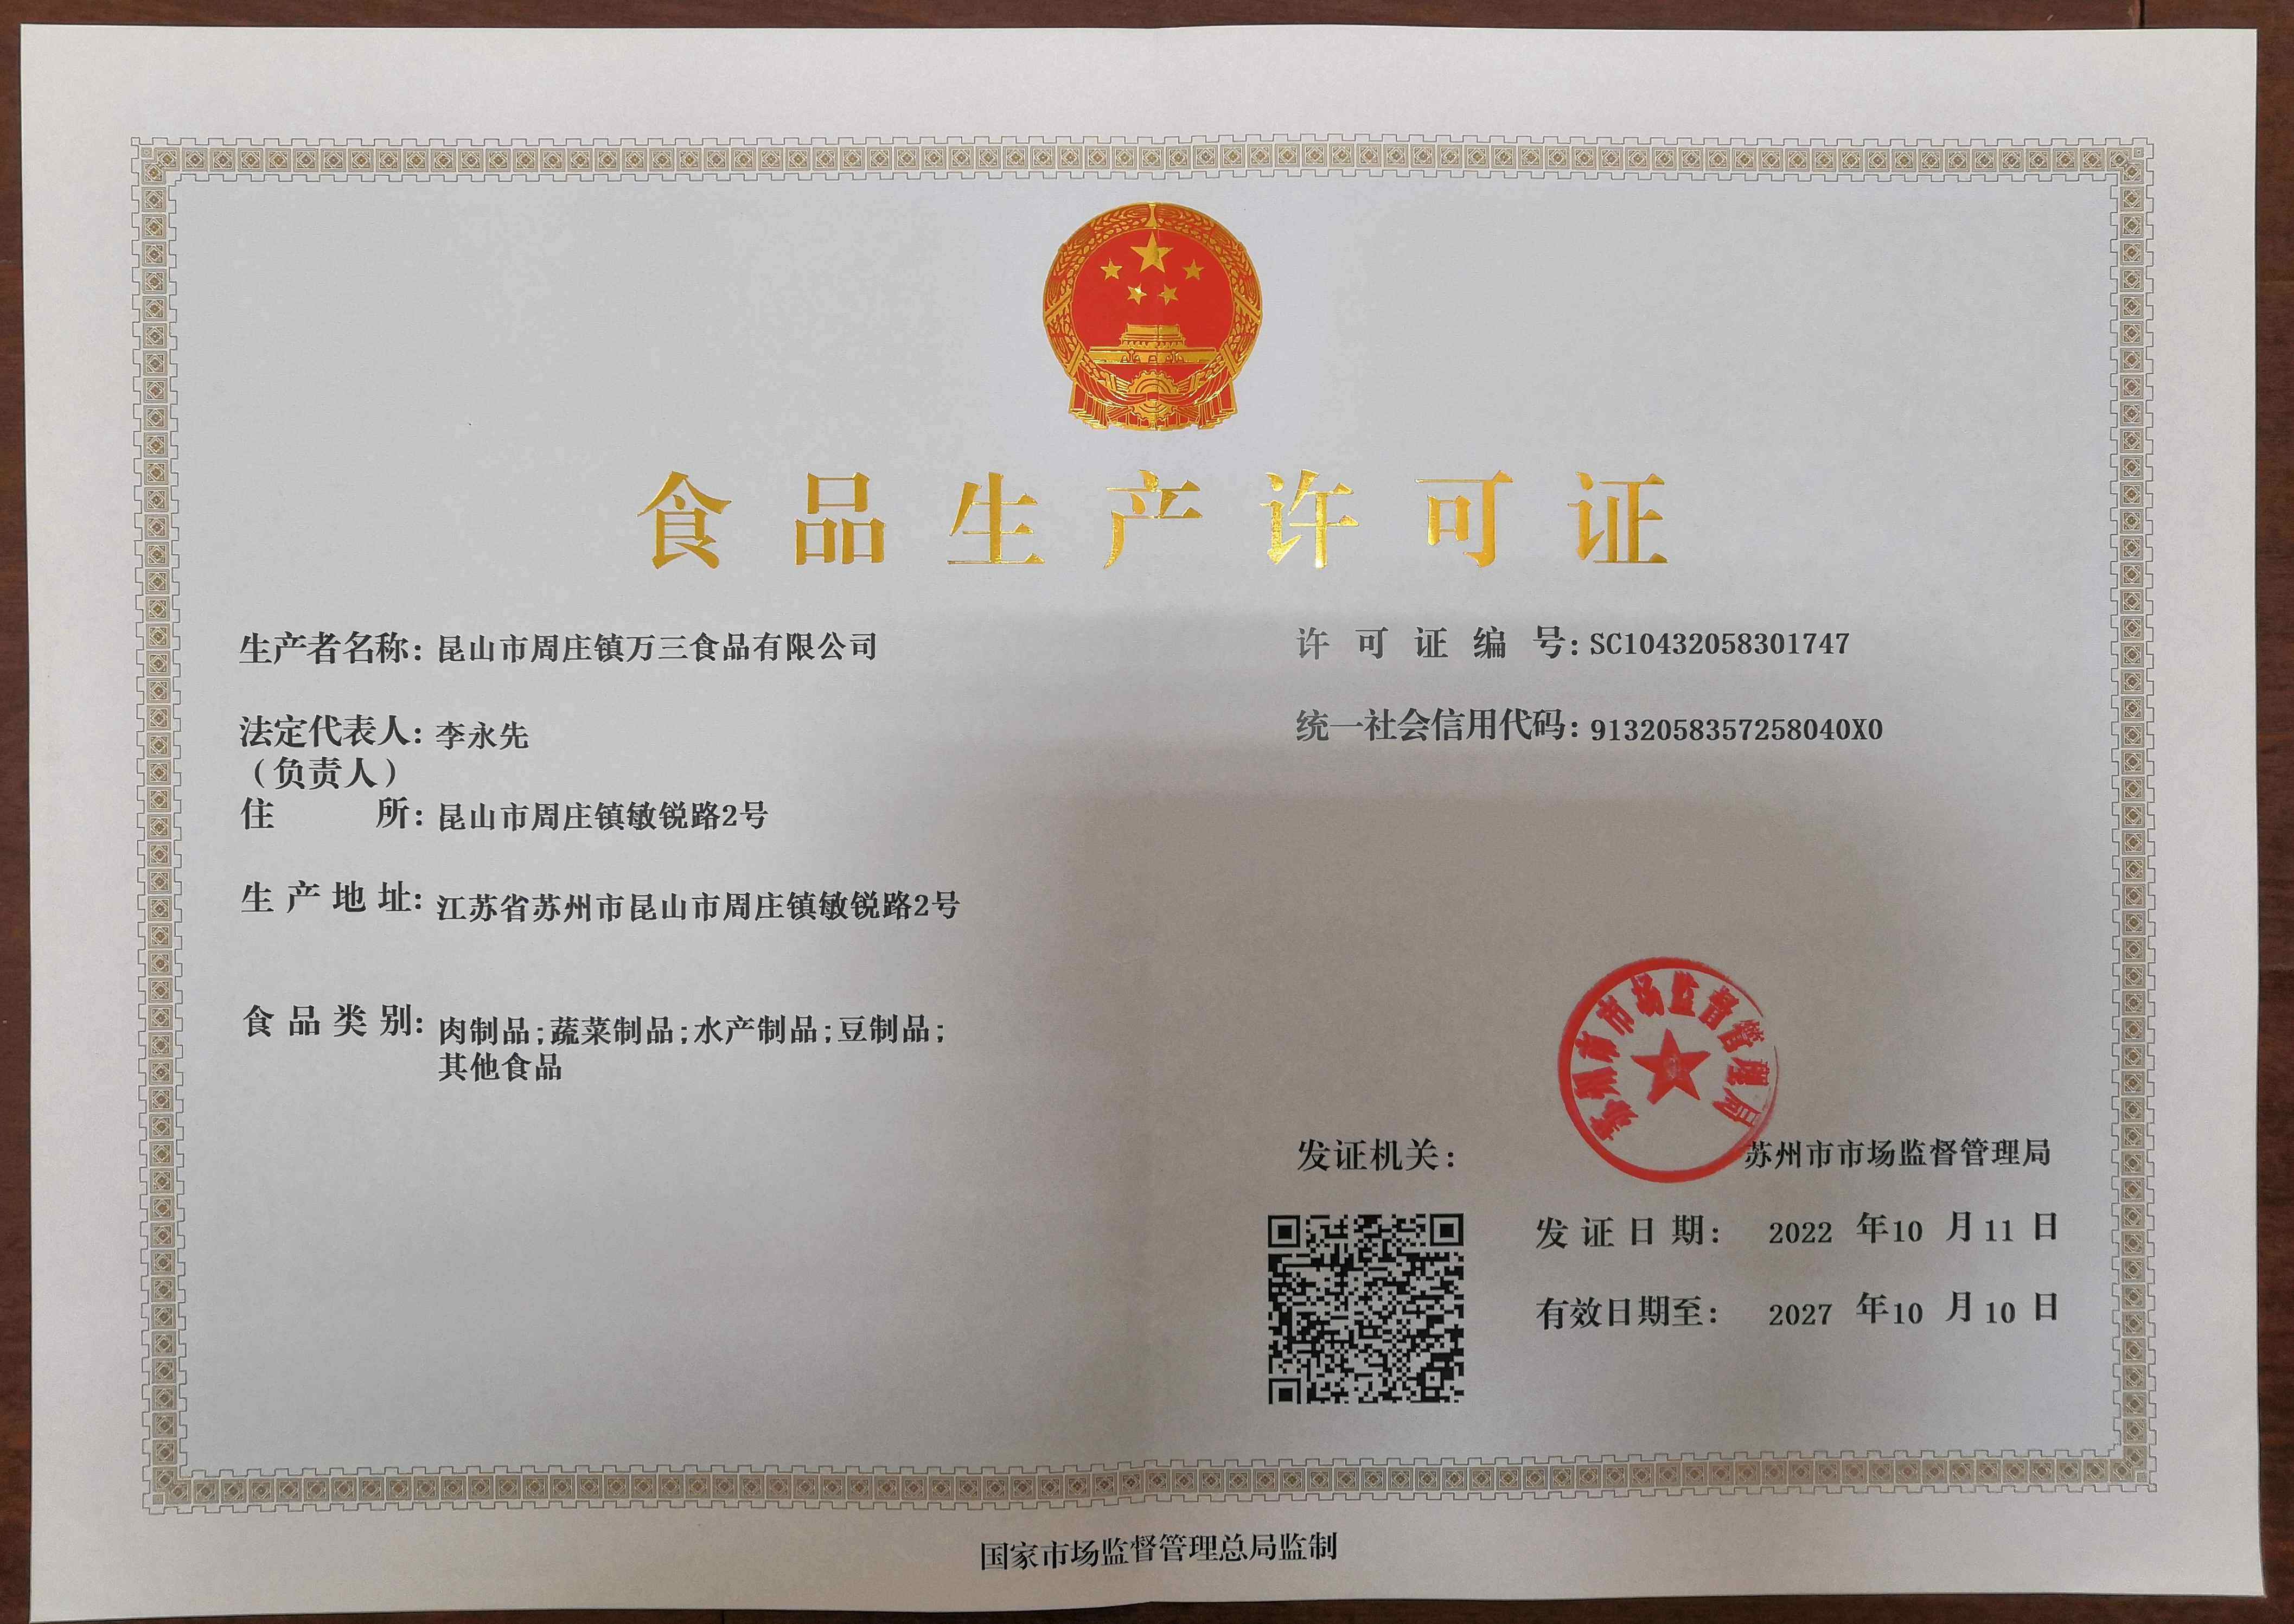 食品生产许可证
生产者名称: 昆山市周庄镇万三食品有限公司
许可证编号: SC10432058301747
法定代表人: 李永先
（负责人）
统一社会信用代码: 9132058357258040X0
住所: 昆山市周庄镇敏锐路2号
生产地址: 江苏省苏州市昆山市周庄镇敏锐路2号
食品类别: 肉制品;蔬菜制品;水产制品;豆制品;
其他食品
苏州市市场监督管理局
发证机关: 苏州市市场监督管理局
发证日期: 2022 年 10 月 11 日
有效日期至: 2027 年 10 月 10 日
国家市场监督管理总局监制